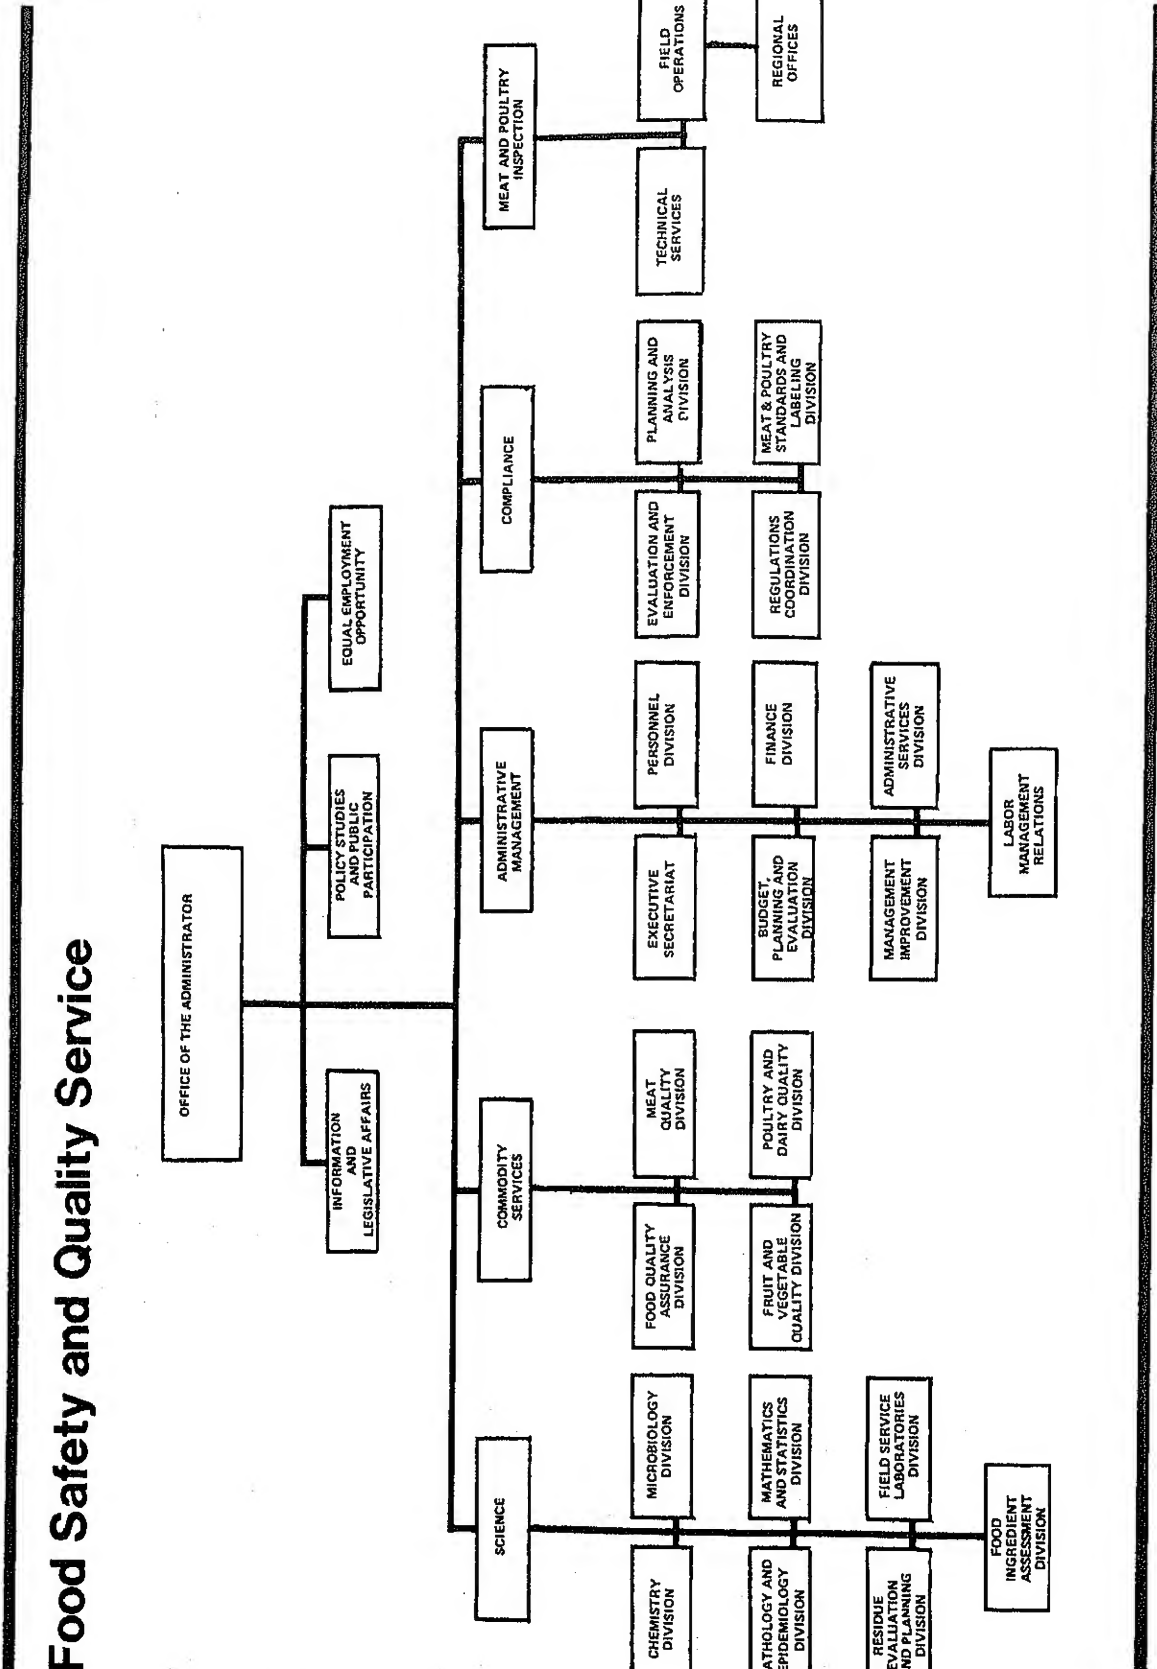 Food Safety and Quality Service
OFFICE OF THE ADMINISTRATOR
INFORMATION
AND
LEGISLATIVE AFFAIRS
POLICY STUDIES
AND PUBLIC
PARTICIPATION
EQUAL EMPLOYMENT
OPPORTUNITY
SCIENCE
COMMODITY
SERVICES
ADMINISTRATIVE
MANAGEMENT
COMPLIANCE
MEAT AND POULTRY
INSPECTION
CHEMISTRY
DIVISION
MICROBIOLOGY
DIVISION
ATHOLOGY AND
EPIDEMIOLOGY
DIVISION
MATHEMATICS
AND STATISTICS
DIVISION
RESIDUE
EVALUATION
ND PLANNING
DIVISION
FIELD SERVICE
LABORATORIES
DIVISION
FOOD
INGREDIENT
ASSESSMENT
DIVISION
FOOD QUALITY
ASSURANCE
DIVISION
MEAT
QUALITY
DIVISION
FRUIT AND
VEGETABLE
QUALITY DIVISION
POULTRY AND
DAIRY QUALITY
DIVISION
EXECUTIVE
SECRETARIAT
PERSONNEL
DIVISION
BUDGET,
PLANNING AND
EVALUATION
DIVISION
FINANCE
DIVISION
MANAGEMENT
IMPROVEMENT
DIVISION
ADMINISTRATIVE
SERVICES
DIVISION
LABOR
MANAGEMENT
RELATIONS
EVALUATION AND
ENFORCEMENT
DIVISION
PLANNING AND
ANALYSIS
DIVISION
REGULATIONS
COORDINATION
DIVISION
MEAT & POULTRY
STANDARDS AND
LABELING
DIVISION
TECHNICAL
SERVICES
FIELD
OPERATIONS
REGIONAL
OFFICES